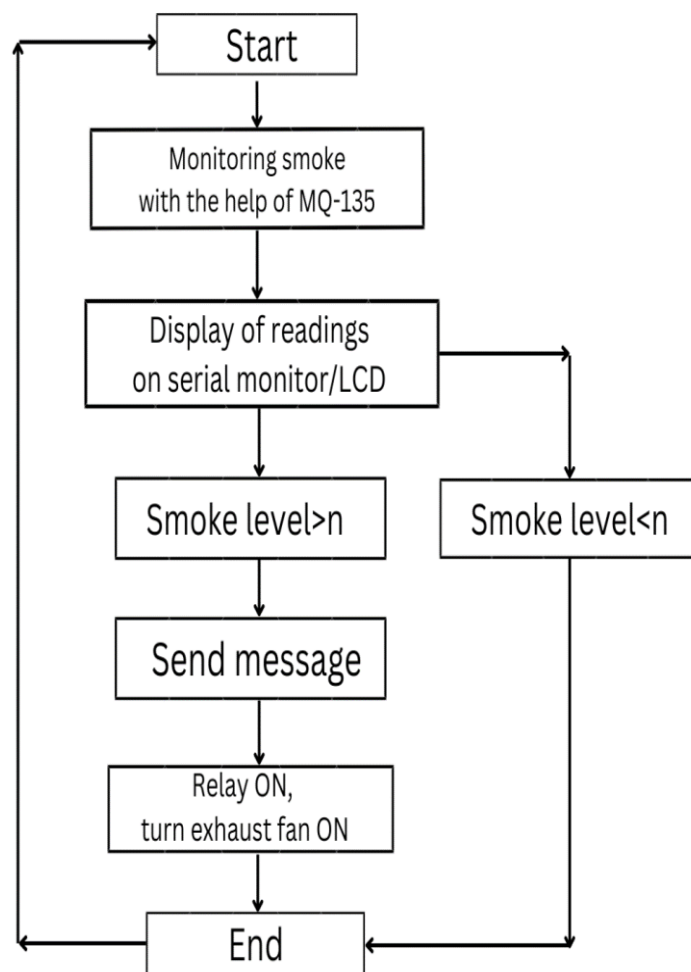 Start
Monitoring smoke
with the help of MQ-135
Display of readings
on serial monitor/LCD
Smoke level>n
Smoke level<n
Send message
Relay ON,
turn exhaust fan ON
End